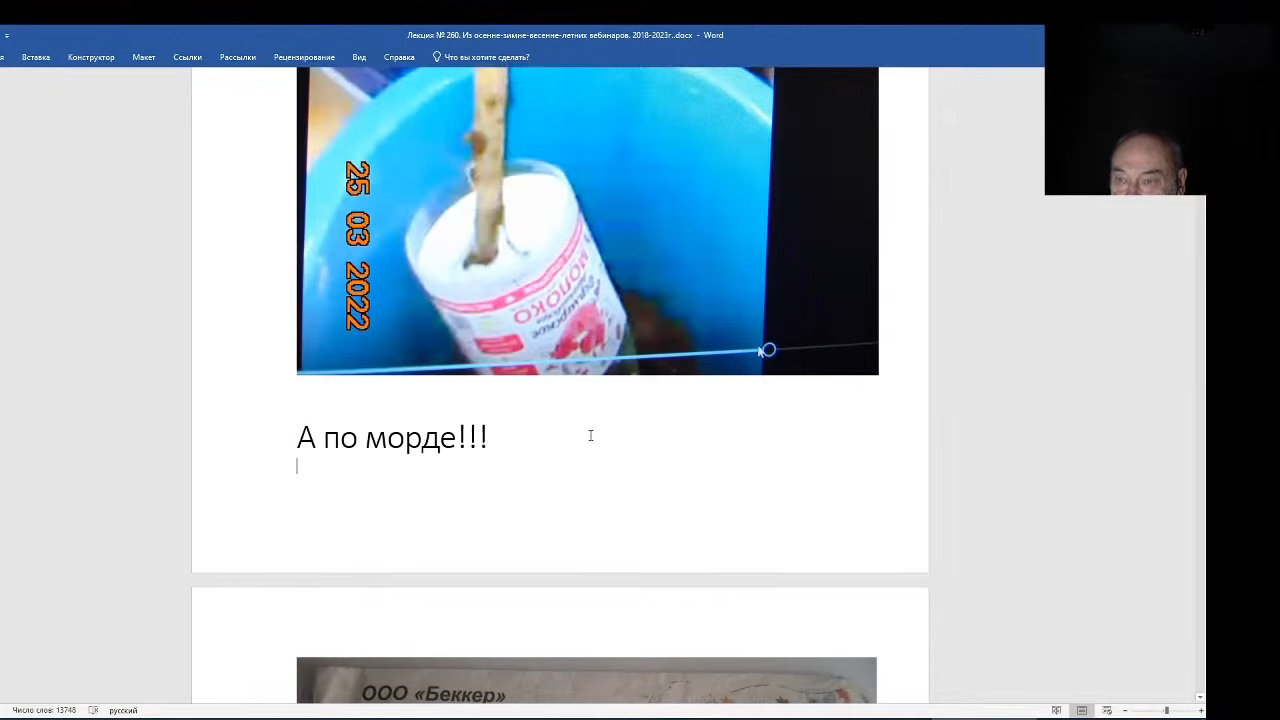 Лекция № 260. Из осенне-зимне-весенне-летних вебинаров. 2018-2023г..docx - Word
Вставка Конструктор Макет Ссылки Рассылки Рецензирование Вид Справка Что вы хотите сделать?
25 03 2022
МОЛОКО
А по морде!!!
ООО «Беккер»
Число слов: 13748 русский